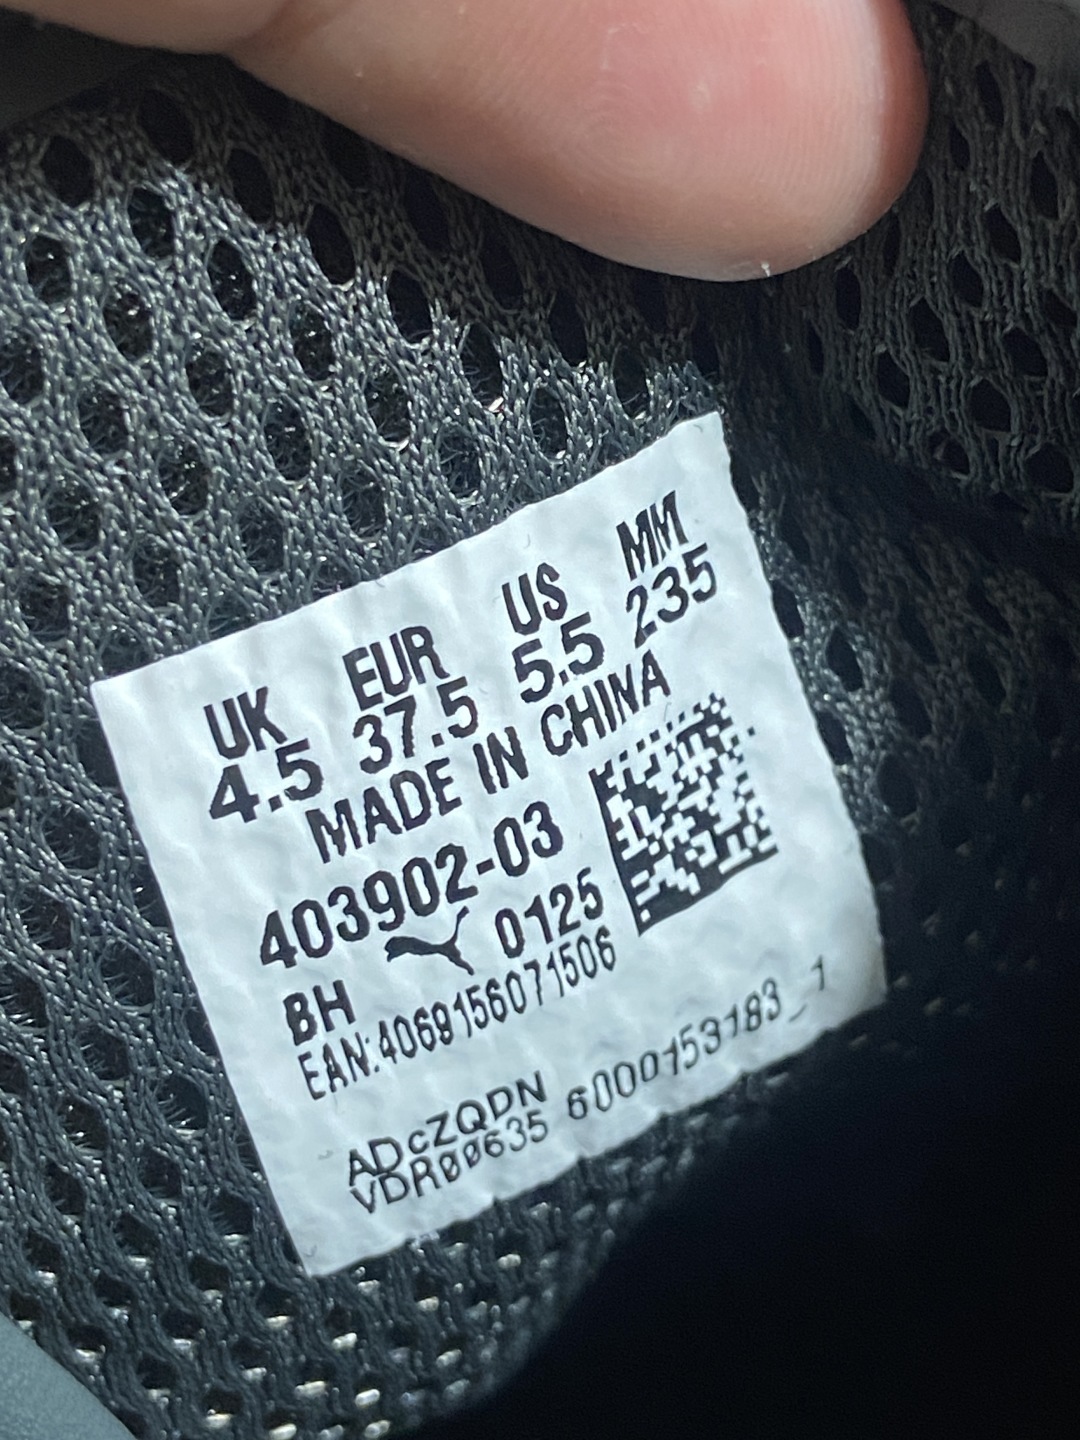 UK EUR US MM
4.5 37.5 5.5 235
MADE IN CHINA
403902-03
BH 0125
EAN:4069156071506
ADcZQDN
VDR00635 6000153183_1